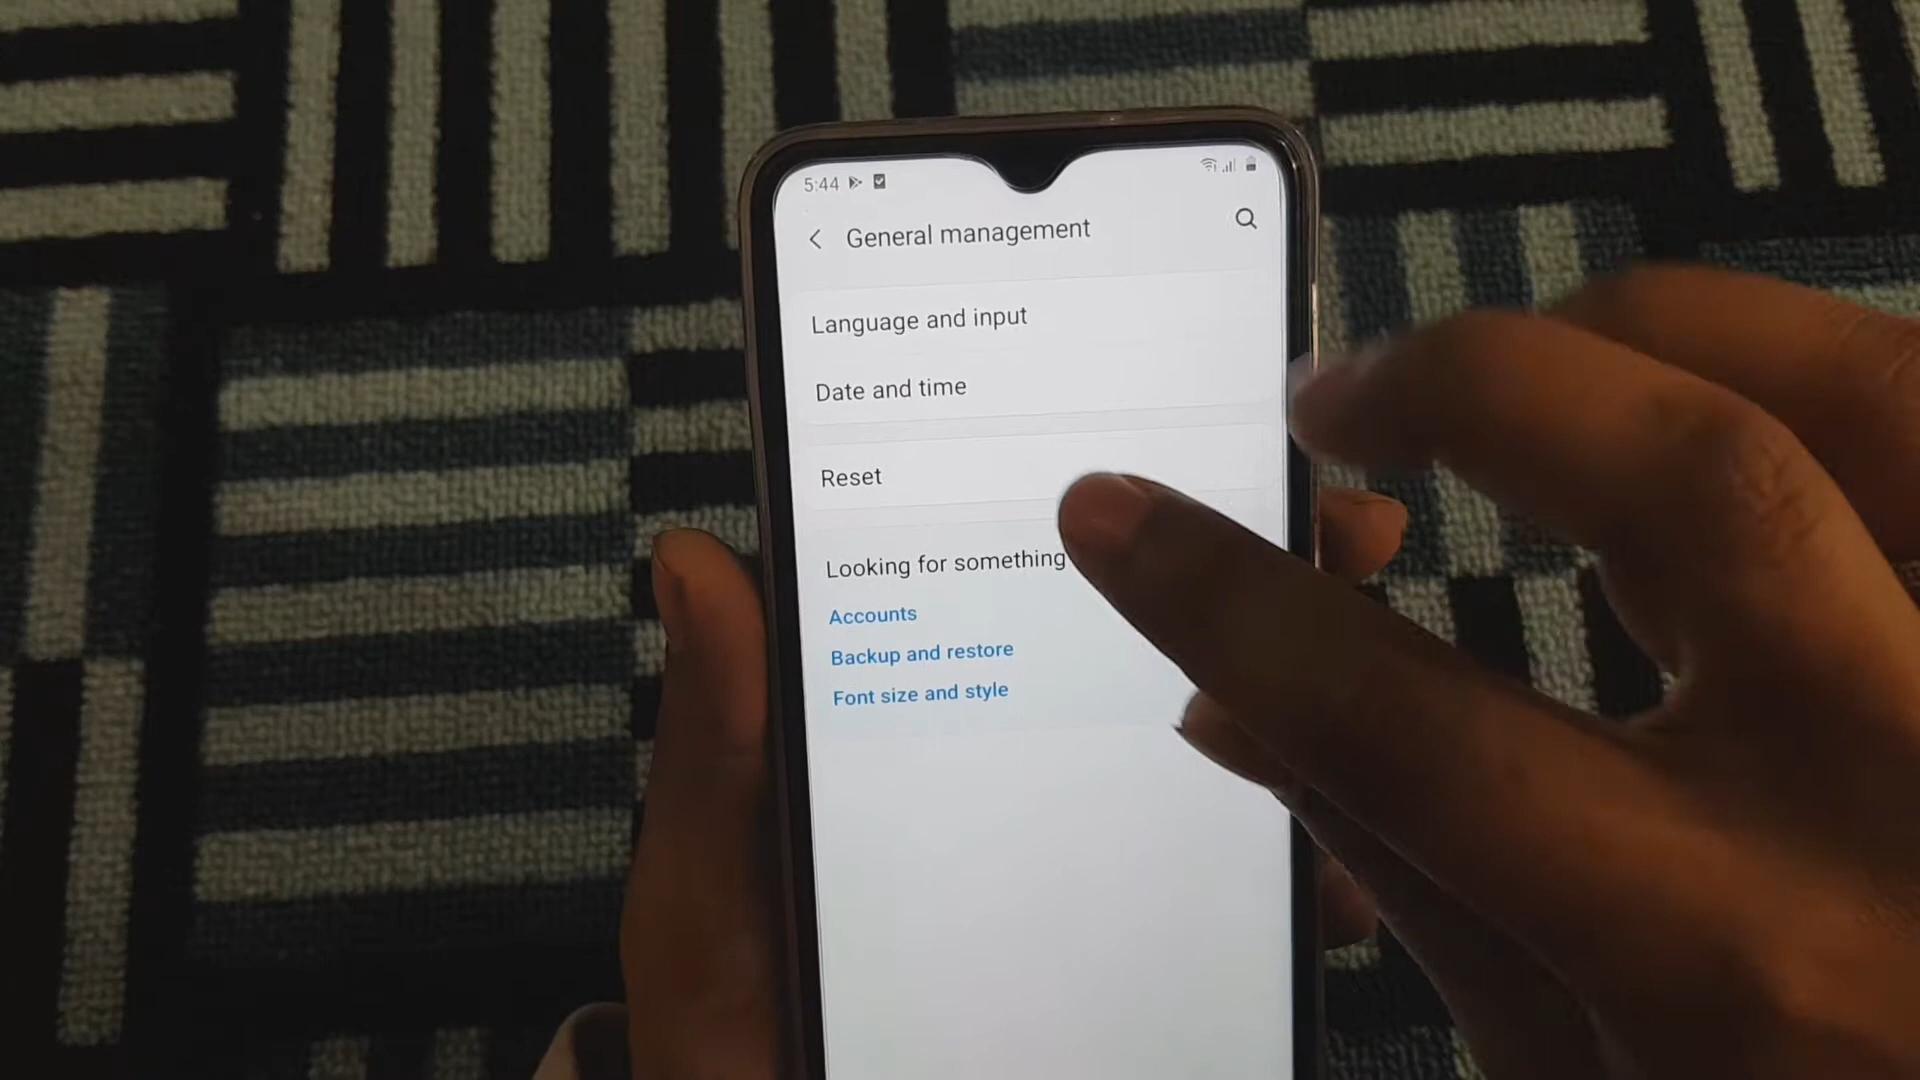 5:44
General management
Language and input
Date and time
Reset
Looking for something
Accounts
Backup and restore
Font size and style